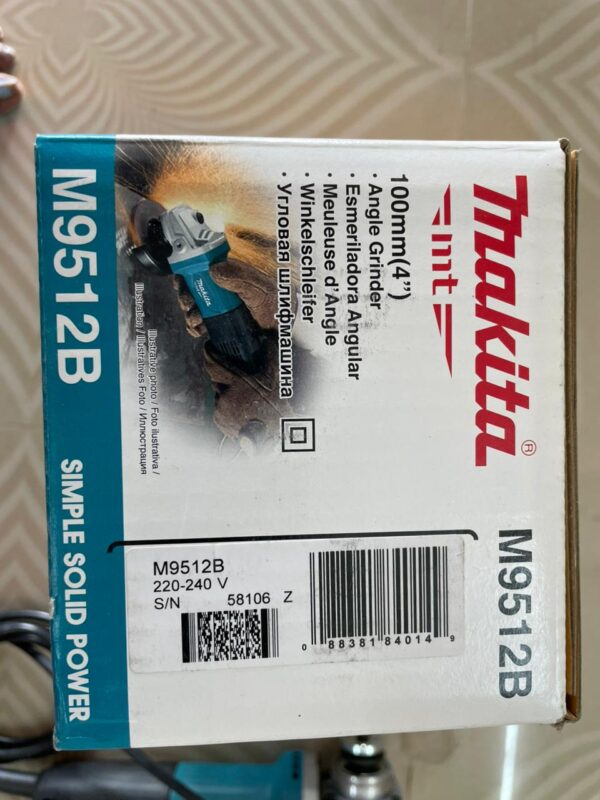 Makita®
mt
M9512B
100mm(4")
· Angle Grinder
· Esmeriladora Angular
· Meuleuse d'Angle
· Winkelschleifer
· Угловая шлифмашина
makita
Illustrative photo / Foto ilustrativa /
Illustration / Illustratives Foto / Иллюстрация
M9512B
SIMPLE SOLID POWER
M9512B
220-240 V
S/N 58106 Z
0 88381 84014 9